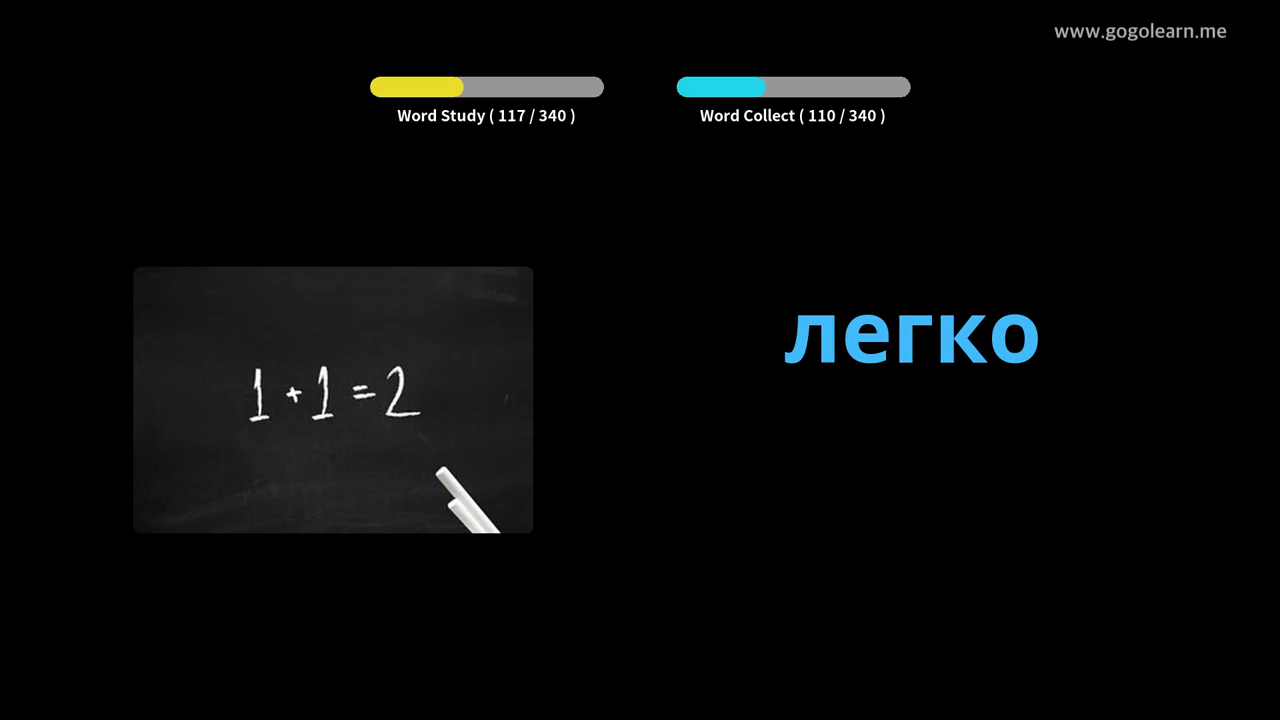 www.gogolearn.me
Word Study ( 117 / 340 )
Word Collect ( 110 / 340 )
легко
1 + 1 = 2